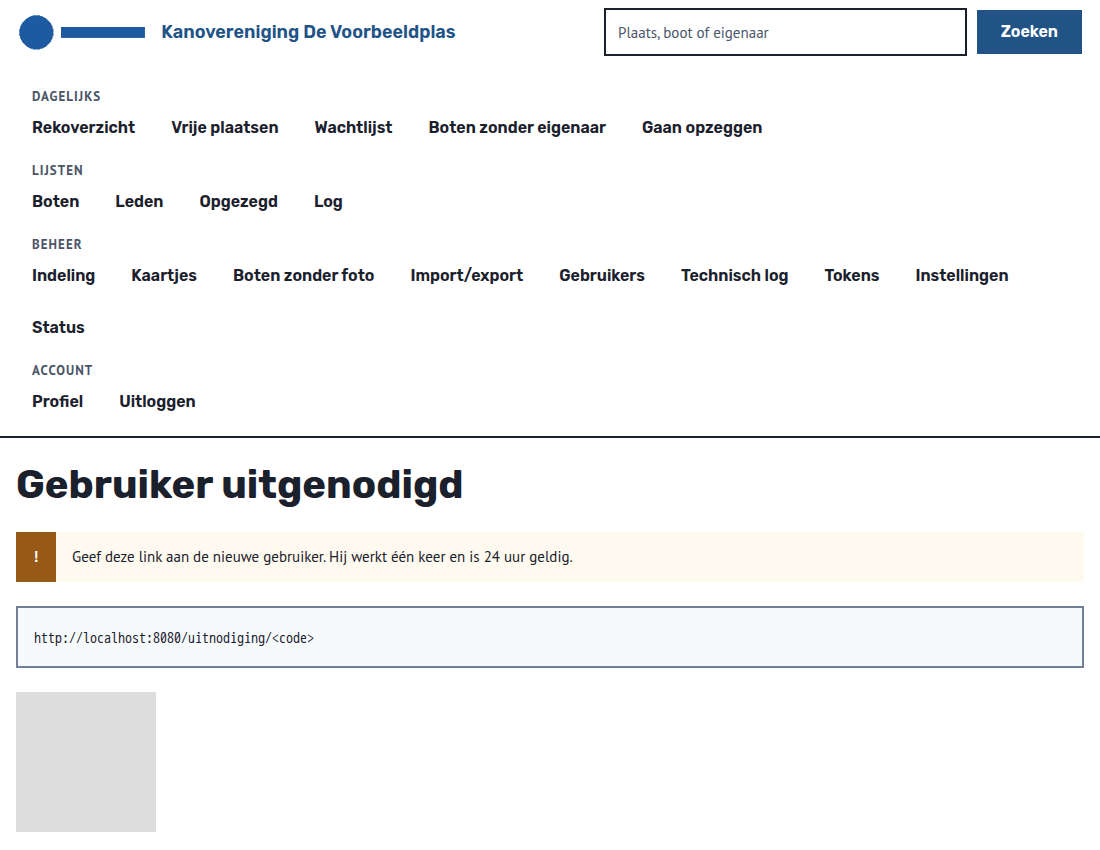 Kanovereniging De Voorbeeldplas
Plaats, boot of eigenaar
Zoeken
DAGELIJKS
Rekoverzicht Vrije plaatsen Wachtlijst Boten zonder eigenaar Gaan opzeggen
LIJSTEN
Boten Leden Opgezegd Log
BEHEER
Indeling Kaartjes Boten zonder foto Import/export Gebruikers Technisch log Tokens Instellingen
Status
ACCOUNT
Profiel Uitloggen
Gebruiker uitgenodigd
! Geef deze link aan de nieuwe gebruiker. Hij werkt één keer en is 24 uur geldig.
http://localhost:8080/uitnodiging/<code>